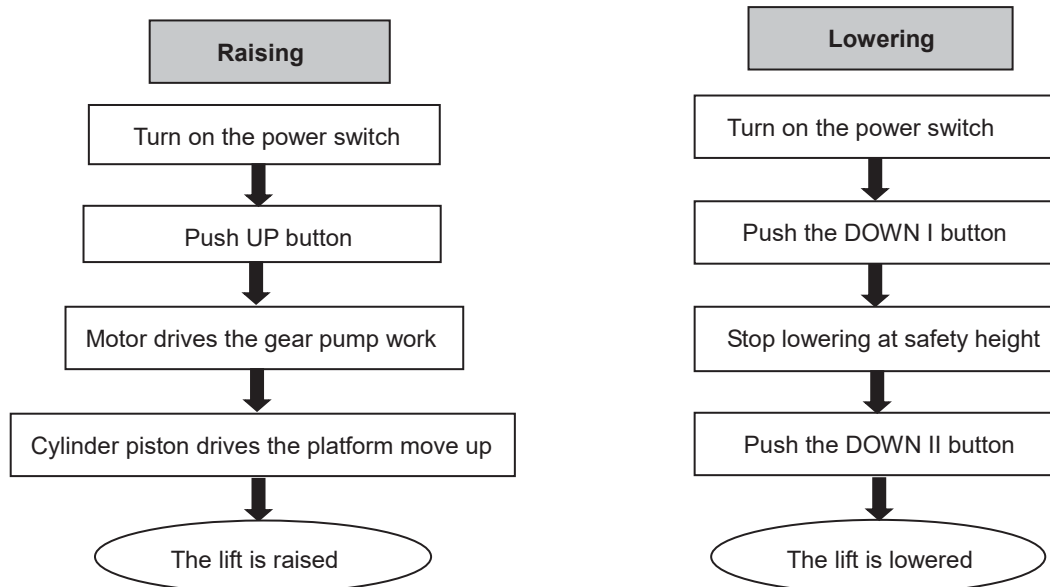 Raising
Turn on the power switch
Push UP button
Motor drives the gear pump work
Cylinder piston drives the platform move up
The lift is raised
Lowering
Turn on the power switch
Push the DOWN I button
Stop lowering at safety height
Push the DOWN II button
The lift is lowered